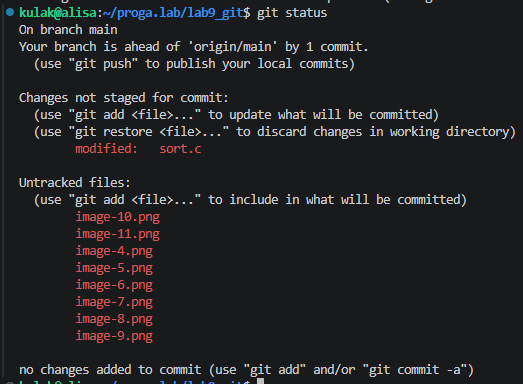 kulak@alisa:~/proga.lab/lab9_git$ git status
On branch main
Your branch is ahead of 'origin/main' by 1 commit.
  (use "git push" to publish your local commits)

Changes not staged for commit:
  (use "git add <file>..." to update what will be committed)
  (use "git restore <file>..." to discard changes in working directory)
        modified:   sort.c

Untracked files:
  (use "git add <file>..." to include in what will be committed)
        image-10.png
        image-11.png
        image-4.png
        image-5.png
        image-6.png
        image-7.png
        image-8.png
        image-9.png

no changes added to commit (use "git add" and/or "git commit -a")